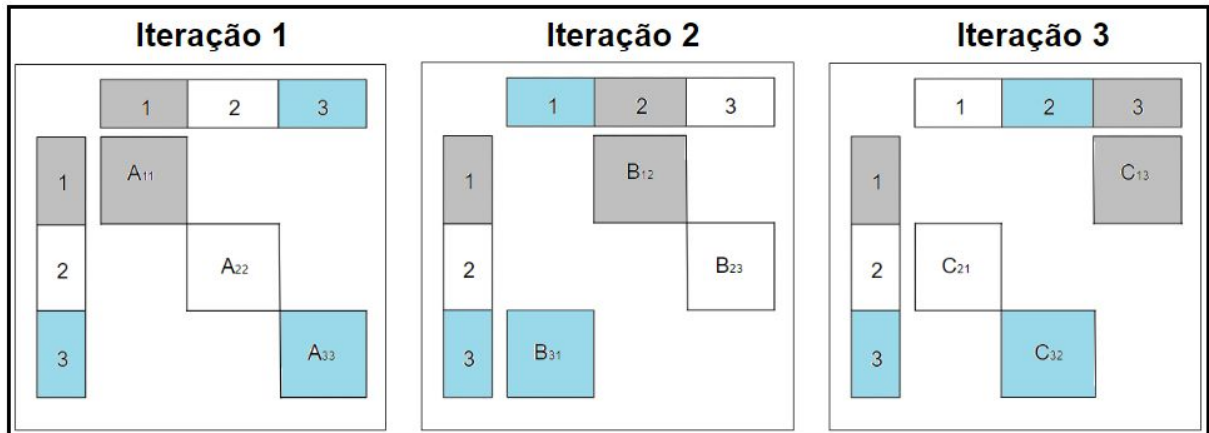 Iteração 1
1 2 3
1 A11
2 A22
3 A33
Iteração 2
1 2 3
1 B12
2 B23
3 B31
Iteração 3
1 2 3
1 C13
2 C21
3 C32